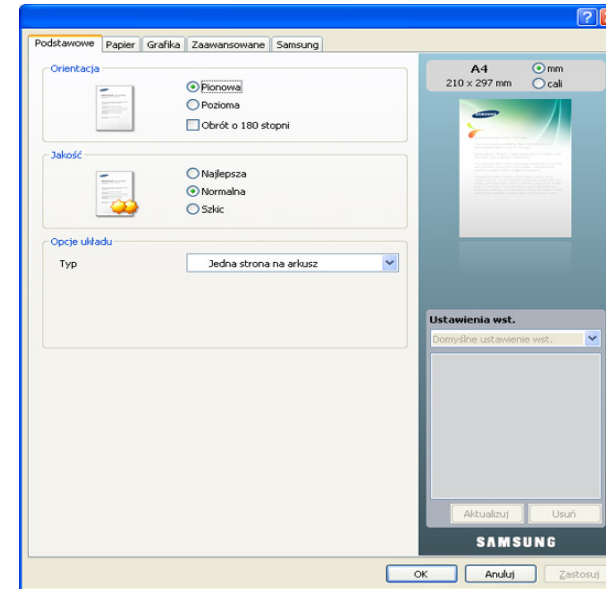 Podstawowe Papier Grafika Zaawansowane Samsung
Orientacja
Pionowa
Pozioma
Obrót o 180 stopni
Jakość
Najlepsza
Normalna
Szkic
Opcje układu
Typ Jedna strona na arkusz
A4 mm
210 x 297 mm cali
SAMSUNG
Ustawienia wst.
Domyślne ustawienie wst.
Aktualizuj Usuń
SAMSUNG
OK Anuluj Zastosuj